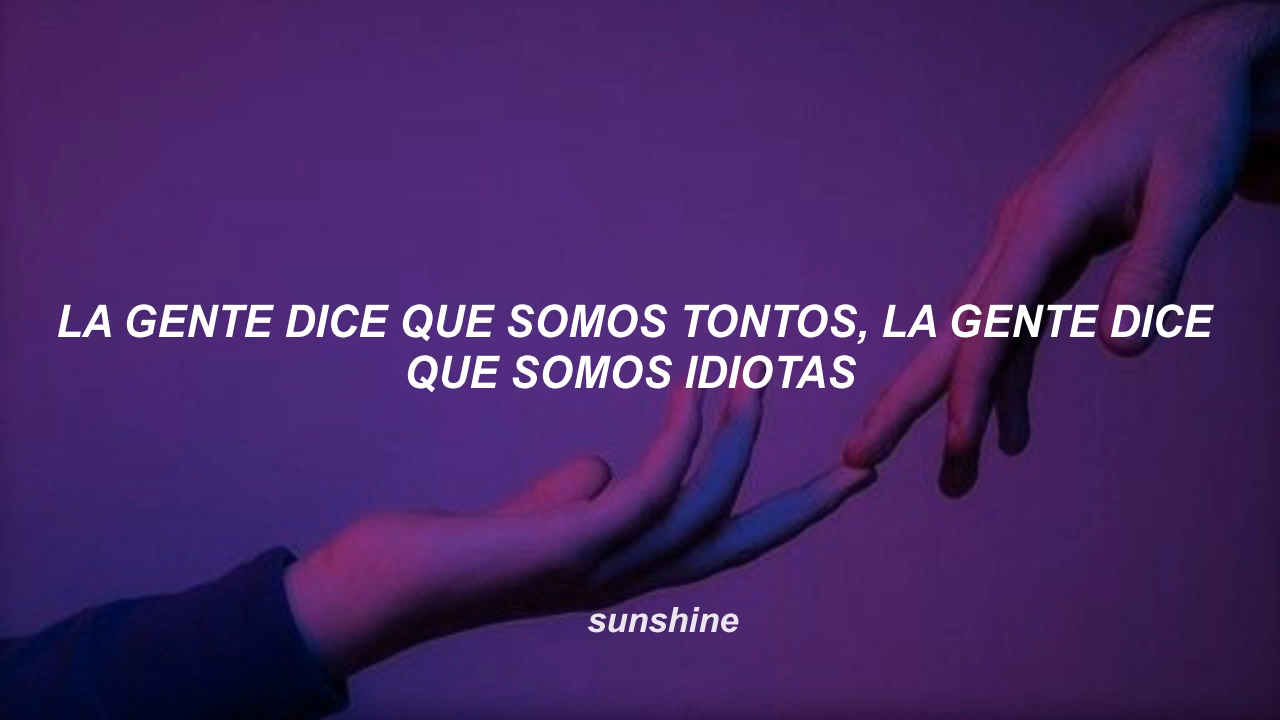 LA GENTE DICE QUE SOMOS TONTOS, LA GENTE DICE
QUE SOMOS IDIOTAS
sunshine